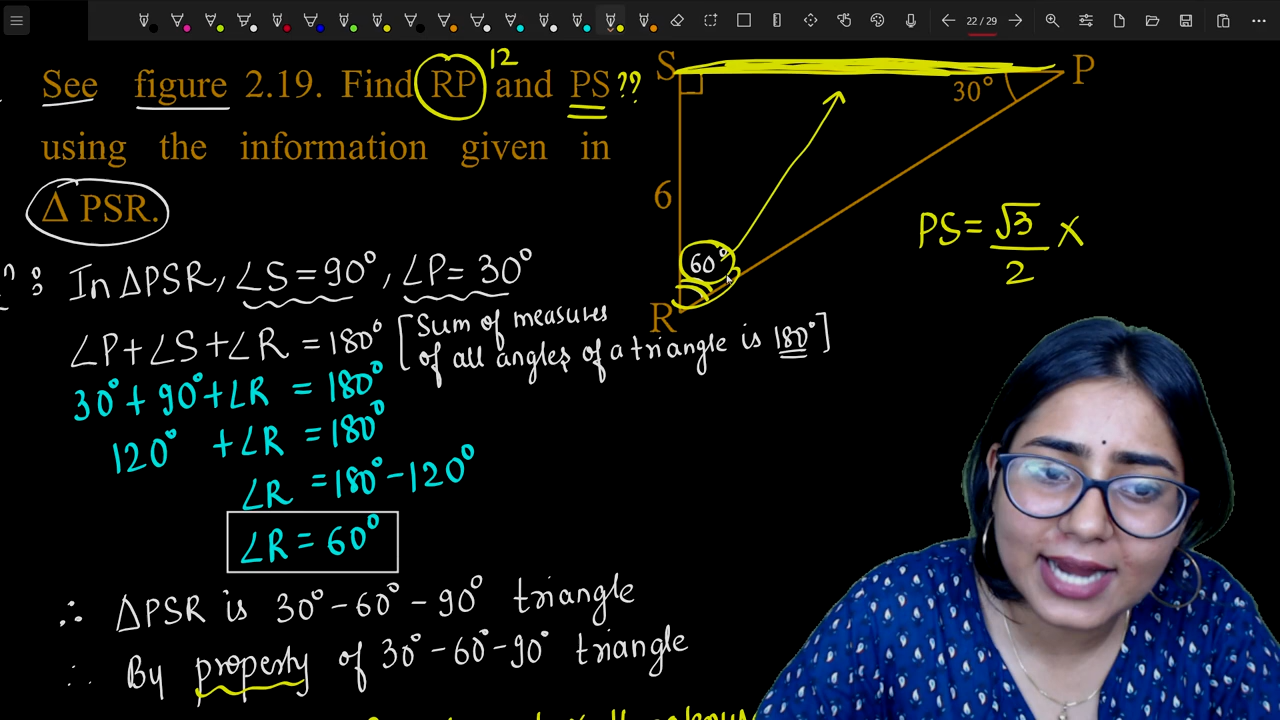 22 / 29
See figure 2.19. Find RP 12 and PS ??
using the information given in
Δ PSR.
S
P
30°
6
60°
R
PS = √3/2 ×
In ΔPSR, ∠S = 90°, ∠P = 30°
∠P + ∠S + ∠R = 180° [Sum of measures
of all angles of a triangle is 180°]
30° + 90° + ∠R = 180°
120° + ∠R = 180°
∠R = 180° - 120°
∠R = 60°
∴ ΔPSR is 30° - 60° - 90° triangle
∴ By property of 30° - 60° - 90° triangle